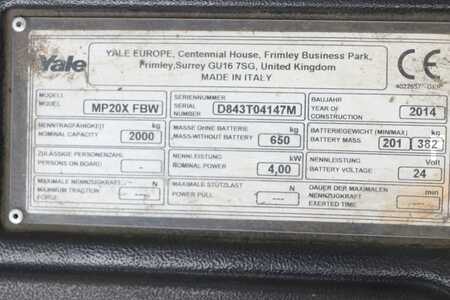 Yale
YALE EUROPE, Centennial House, Frimley Business Park,
Frimley,Surrey GU16 7SG, United Kingdom
MADE IN ITALY
CE
MODELL
MODEL
MP20X FBW
SERIENNUMMER
SERIAL
NUMBER
D843T04147M
BAUJAHR
YEAR OF
CONSTRUCTION
2014
NENNTRAGFÄHIGKEIT
NOMINAL CAPACITY
kg
2000
MASSE OHNE BATTERIE
MASS WITHOUT BATTERY
kg
650
BATTERIEGEWICHT (MIN/MAX)
BATTERY MASS
kg
201
382
ZULÄSSIGE PERSONENZAHL
PERSONS ON BOARD
NENNLEISTUNG
NOMINAL POWER
kW
4,00
NENNLEISTUNG
BATTERY VOLTAGE
Volt
24
MAXIMALE NENNZUGKRAFT
MAXIMUM TRACTION
FORCE
N
---
MAXIMALE STÜTZLAST
POWER PULL
N
---
DAUER DER MAXIMALEN
NENNZUGKRAFT
EXERTED TIME
min
---